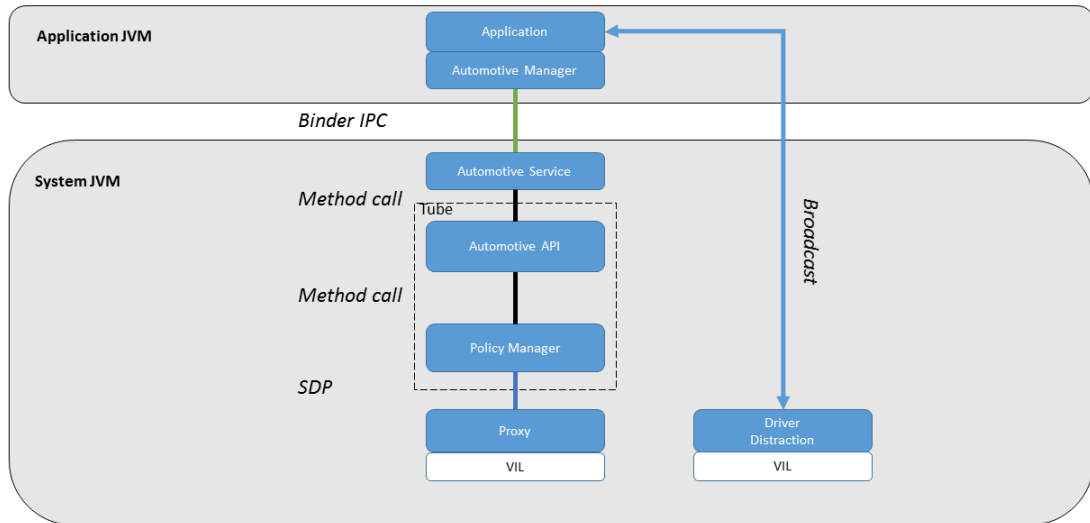 Application JVM
Application
Automotive Manager
Binder IPC
System JVM
Automotive Service
Method call
Tube
Automotive API
Method call
Policy Manager
SDP
Proxy
VIL
Broadcast
Driver
Distraction
VIL